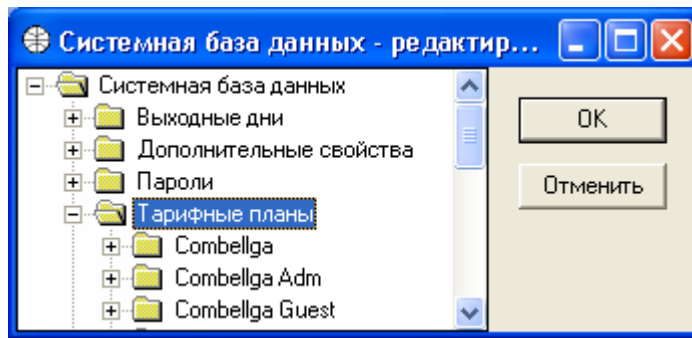 Системная база данных - редактир...
Системная база данных
Выходные дни
Дополнительные свойства
Пароли
Тарифные планы
Combellga
Combellga Adm
Combellga Guest
OK
Отменить